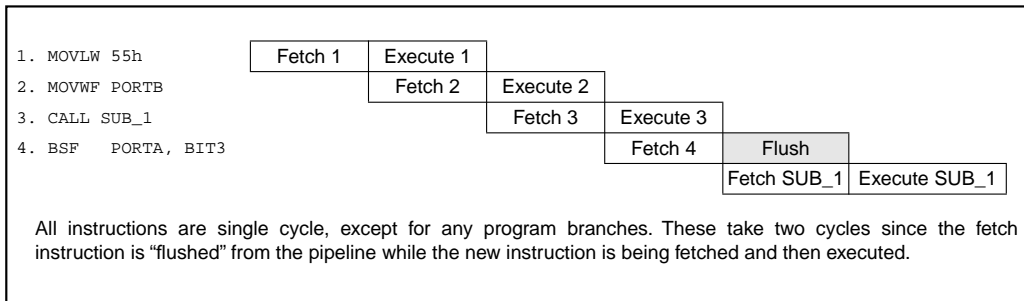 1. MOVLW 55h Fetch 1 Execute 1
2. MOVWF PORTB Fetch 2 Execute 2
3. CALL SUB_1 Fetch 3 Execute 3
4. BSF PORTA, BIT3 Fetch 4 Flush
Fetch SUB_1 Execute SUB_1
All instructions are single cycle, except for any program branches. These take two cycles since the fetch
instruction is “flushed” from the pipeline while the new instruction is being fetched and then executed.